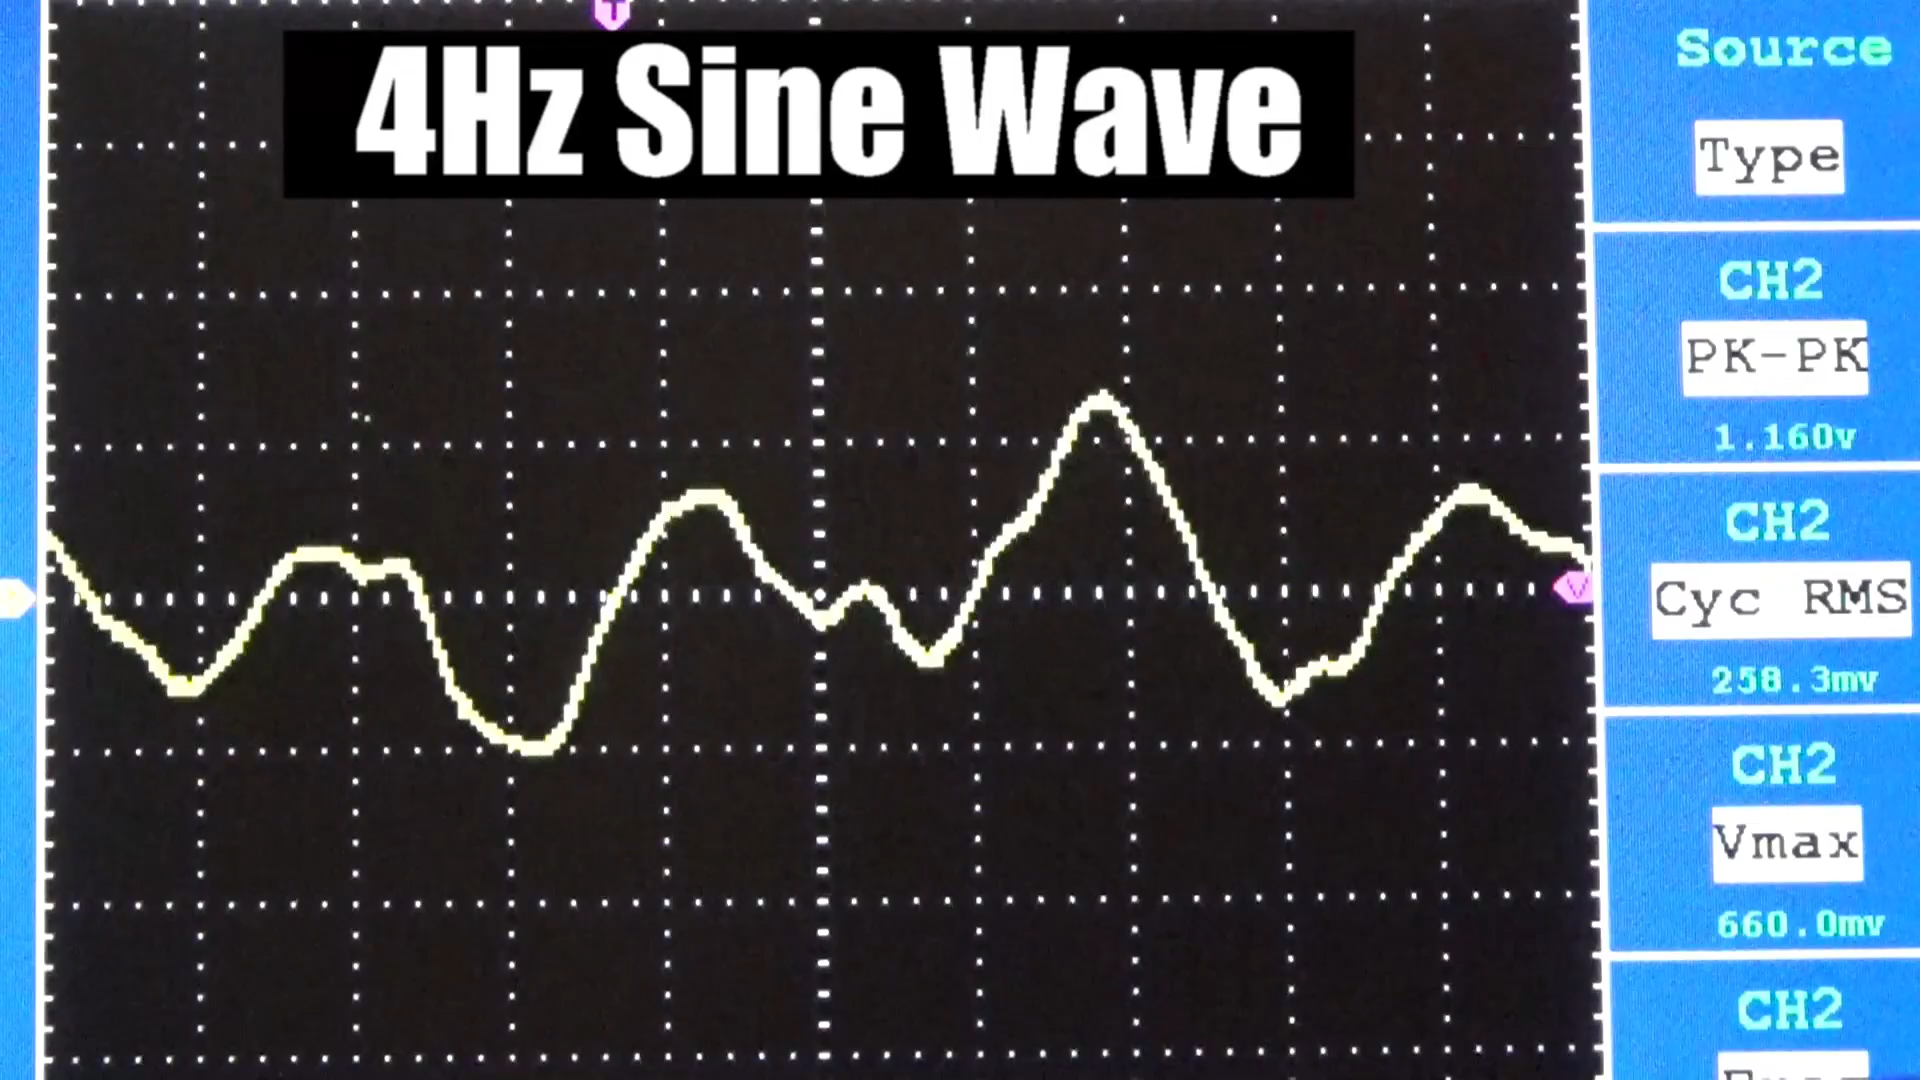 T
4Hz Sine Wave
Source
Type
CH2
PK-PK
1.160v
CH2
Cyc RMS
258.3mv
CH2
Vmax
660.0mv
CH2